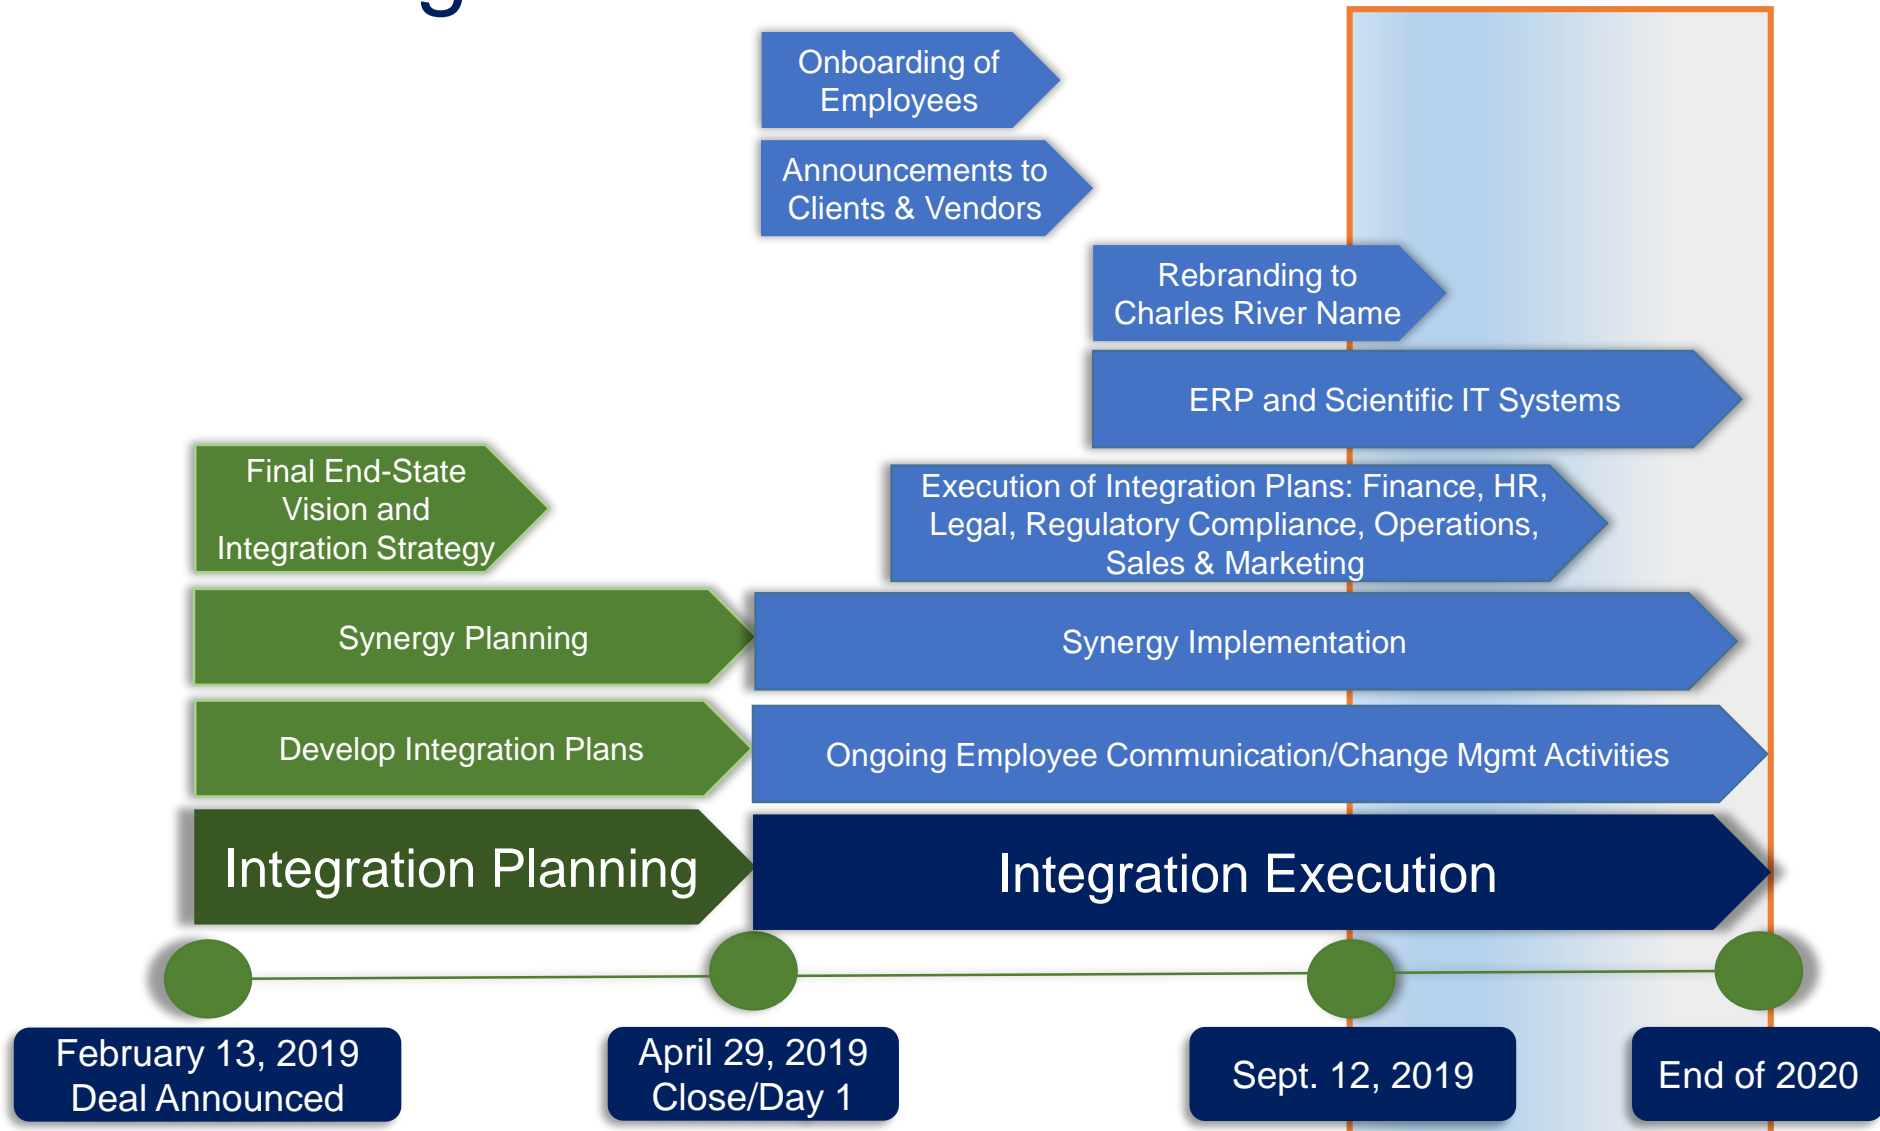 Onboarding of
Employees
Announcements to
Clients & Vendors
Rebranding to
Charles River Name
ERP and Scientific IT Systems
Final End-State
Vision and
Integration Strategy
Execution of Integration Plans: Finance, HR,
Legal, Regulatory Compliance, Operations,
Sales & Marketing
Synergy Planning
Synergy Implementation
Develop Integration Plans
Ongoing Employee Communication/Change Mgmt Activities
Integration Planning
Integration Execution
February 13, 2019
Deal Announced
April 29, 2019
Close/Day 1
Sept. 12, 2019
End of 2020